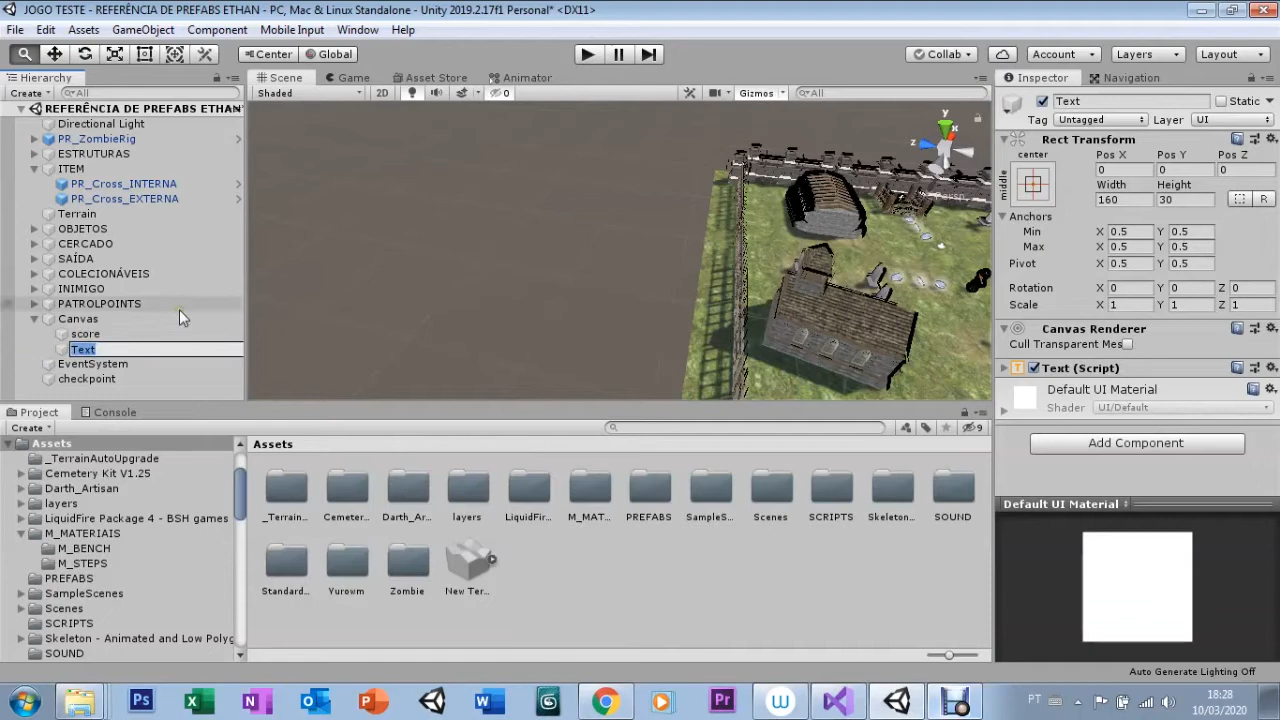 JOGO TESTE - REFERÊNCIA DE PREFABS ETHAN - PC, Mac & Linux Standalone - Unity 2019.2.17f1 Personal* <DX11>
File Edit Assets GameObject Component Mobile Input Window Help
Center Global Collab Account Layers Layout
Hierarchy Scene Game Asset Store Animator Inspector Navigation
Create All Shaded 2D 0 Gizmos All Text Static
REFERÊNCIA DE PREFABS ETHAN*
Tag Untagged Layer UI
Directional Light
PR_ZombieRig
ESTRUTURAS
ITEM
PR_Cross_INTERNA
PR_Cross_EXTERNA
Terrain
OBJETOS
CERCADO
SAÍDA
COLECIONÁVEIS
INIMIGO
PATROLPOINTS
Canvas
score
Text
EventSystem
checkpoint
y
x
z
Persp
Rect Transform
center Pos X Pos Y Pos Z
middle 0 0 0
Width Height
160 30 R
Anchors
Min X 0.5 Y 0.5
Max X 0.5 Y 0.5
Pivot X 0.5 Y 0.5
Rotation X 0 Y 0 Z 0
Scale X 1 Y 1 Z 1
Canvas Renderer
Cull Transparent Mes
Text (Script)
Default UI Material
Shader UI/Default
Add Component
Default UI Material
Project Console
Create 9
Assets
_TerrainAutoUpgrade
Cemetery Kit V1.25
Darth_Artisan
layers
LiquidFire Package 4 - BSH games
M_MATERIAIS
M_BENCH
M_STEPS
PREFABS
SampleScenes
Scenes
SCRIPTS
Skeleton - Animated and Low Polyg
SOUND
Assets
_Terrain... Cemeter... Darth_Ar... layers LiquidFir... M_MAT... PREFABS SampleS... Scenes SCRIPTS Skeleton... SOUND
Standard... Yurowm Zombie New Ter...
Auto Generate Lighting Off
Ps X N O P W W Pr
PT 18:28
10/03/2020